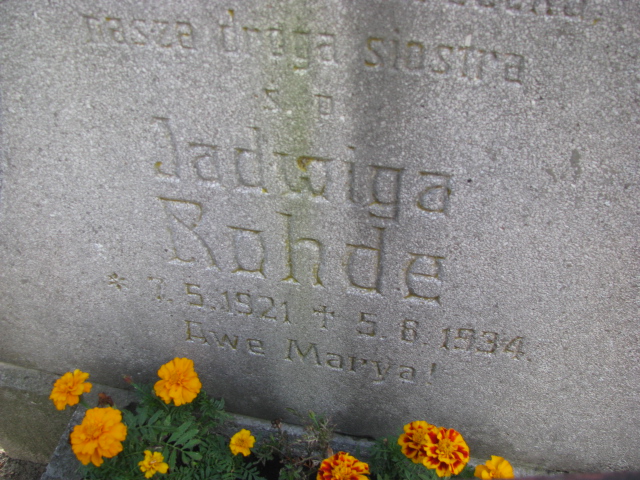 nasza droga siostra
ś p
Jadwiga
Rohde
* 7.5.1921 † 5.8.1934.
Awe Marya!